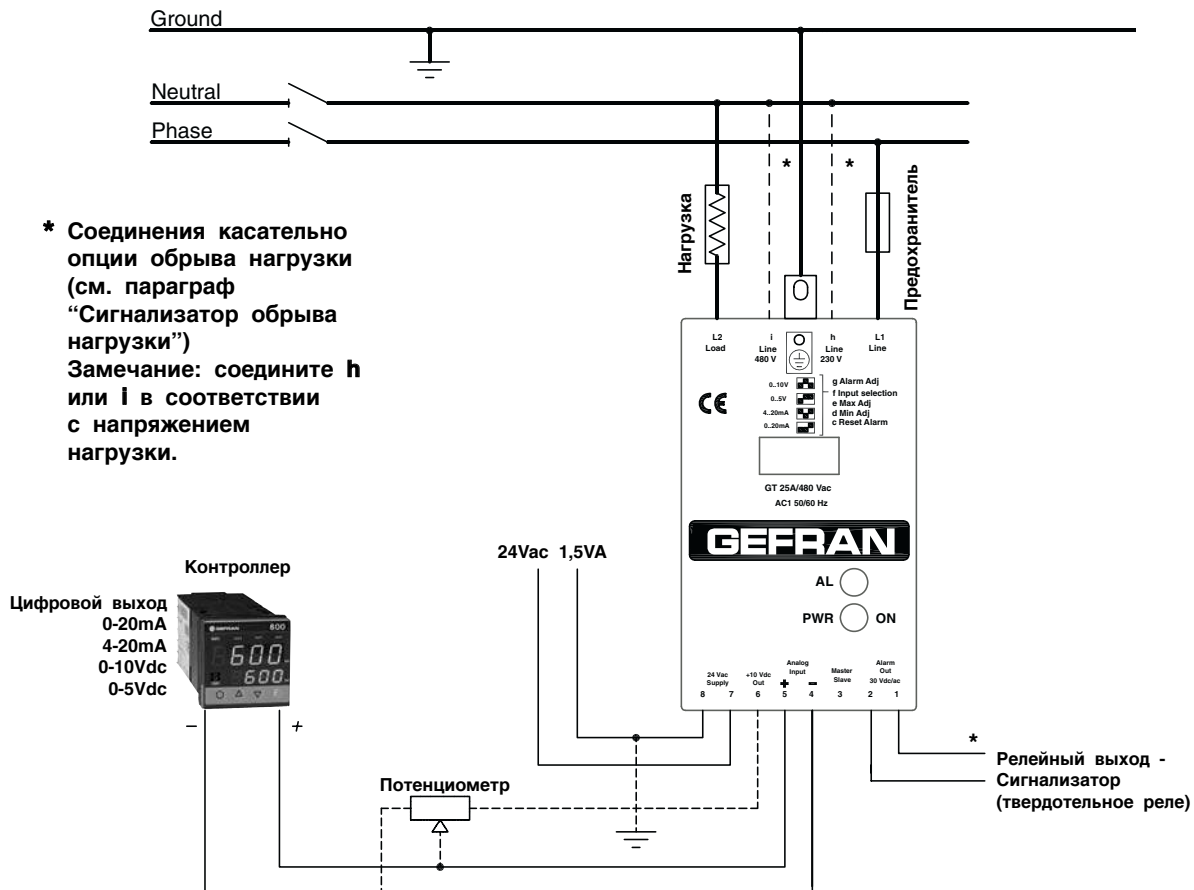 Ground
Neutral
Phase
*
*
Нагрузка
Предохранитель
* Соединения касательно
опции обрыва нагрузки
(см. параграф
“Сигнализатор обрыва
нагрузки”)
Замечание: соедините h
или i в соответствии
с напряжением
нагрузки.
L2
Load
i
Line
480 V
h
Line
230 V
L1
Line
CE
0..10V
0..5V
4..20mA
0..20mA
g Alarm Adj
f Input selection
e Max Adj
d Min Adj
c Reset Alarm
GT 25A/480 Vac
AC1 50/60 Hz
GEFRAN
AL
PWR
ON
24Vac 1,5VA
Контроллер
Цифровой выход
0-20mA
4-20mA
0-10Vdc
0-5Vdc
GEFRAN
600
600
600
F
–
+
24 Vac
Supply
+10 Vdc
Out
Analog
Input
+ –
Master
Slave
Alarm
Out
30 Vdc/ac
8 7 6 5 4 3 2 1
*
Релейный выход -
Сигнализатор
(твердотельное реле)
Потенциометр